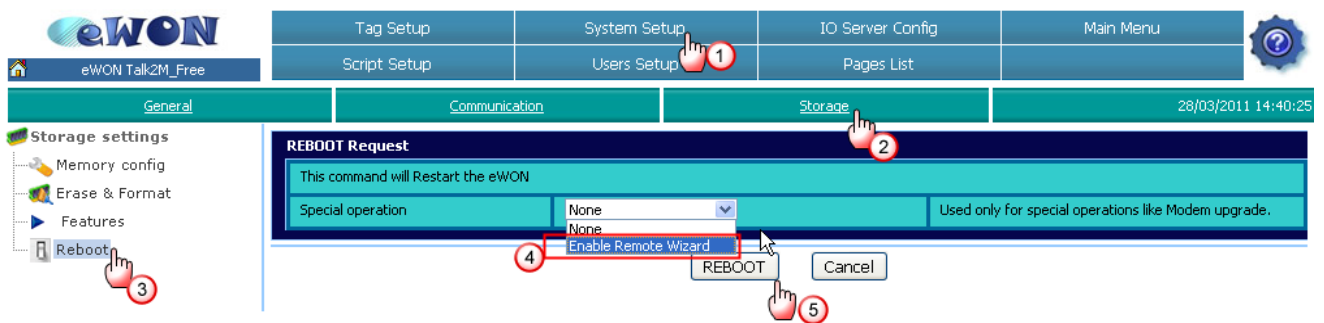 eWON
Tag Setup
System Setup
IO Server Config
Main Menu
eWON Talk2M_Free
Script Setup
Users Setup
Pages List
1
General
Communication
Storage
28/03/2011 14:40:25
2
Storage settings
Memory config
Erase & Format
Features
Reboot
3
REBOOT Request
This command will Restart the eWON
Special operation
None
Used only for special operations like Modem upgrade.
None
Enable Remote Wizard
4
REBOOT
Cancel
5